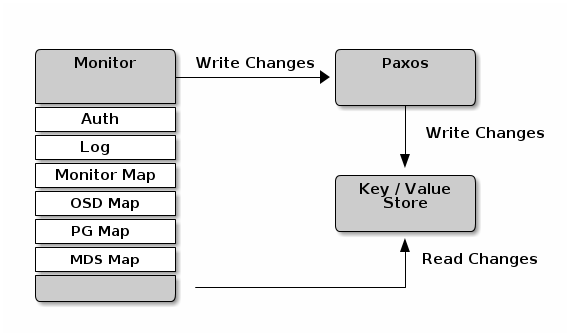 Monitor
Write Changes
Paxos
Auth
Log
Monitor Map
OSD Map
PG Map
MDS Map
Write Changes
Key / Value
Store
Read Changes